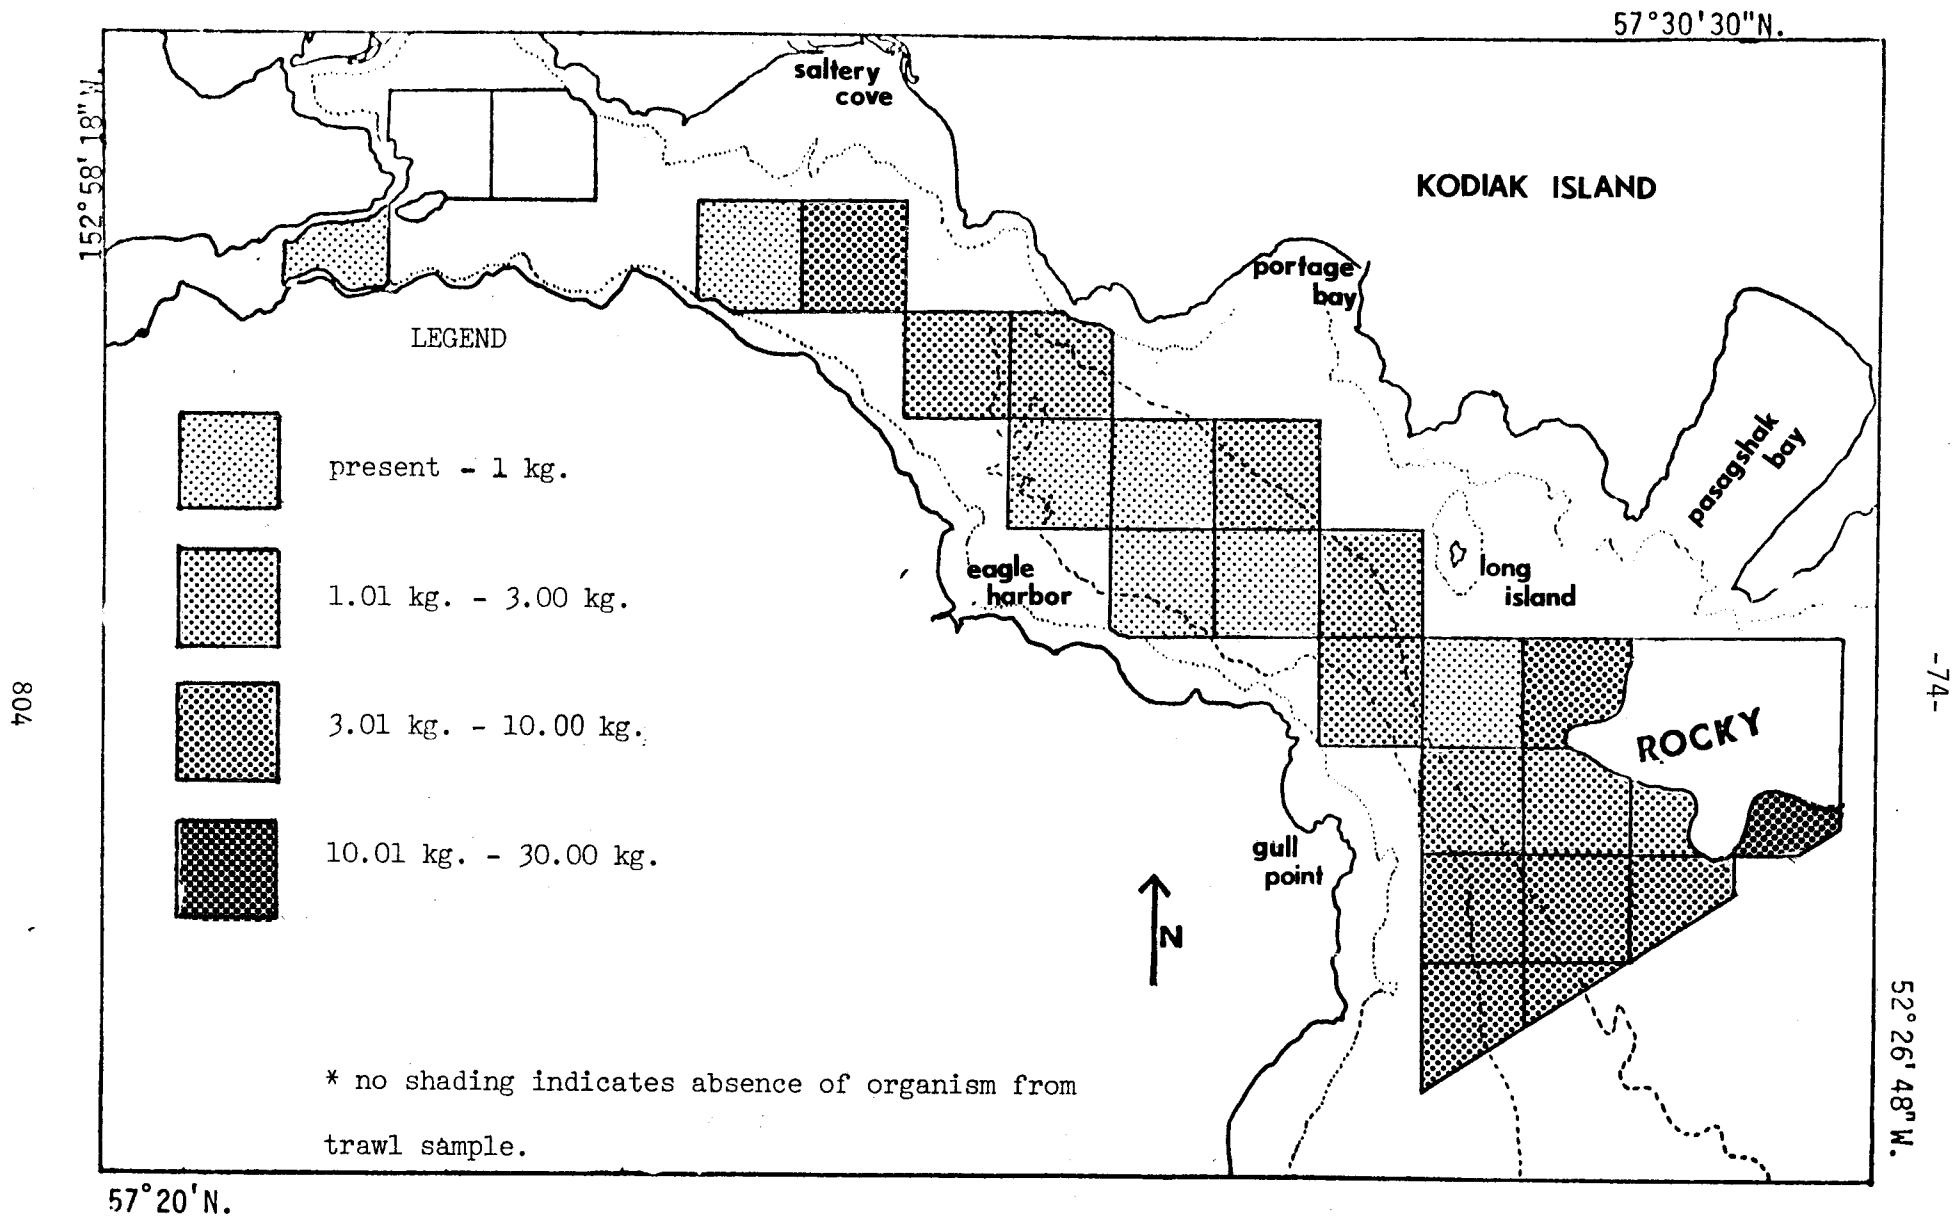 57°30'30"N.
152°58'18"W.
saltery
cove
KODIAK ISLAND
portage
bay
LEGEND
pasagshak
bay
present - 1 kg.
eagle
harbor
long
island
1.01 kg. - 3.00 kg.
804
-74-
3.01 kg. - 10.00 kg.
ROCKY
10.01 kg. - 30.00 kg.
gull
point
N
52°26'48"W.
* no shading indicates absence of organism from
trawl sample.
57°20'N.